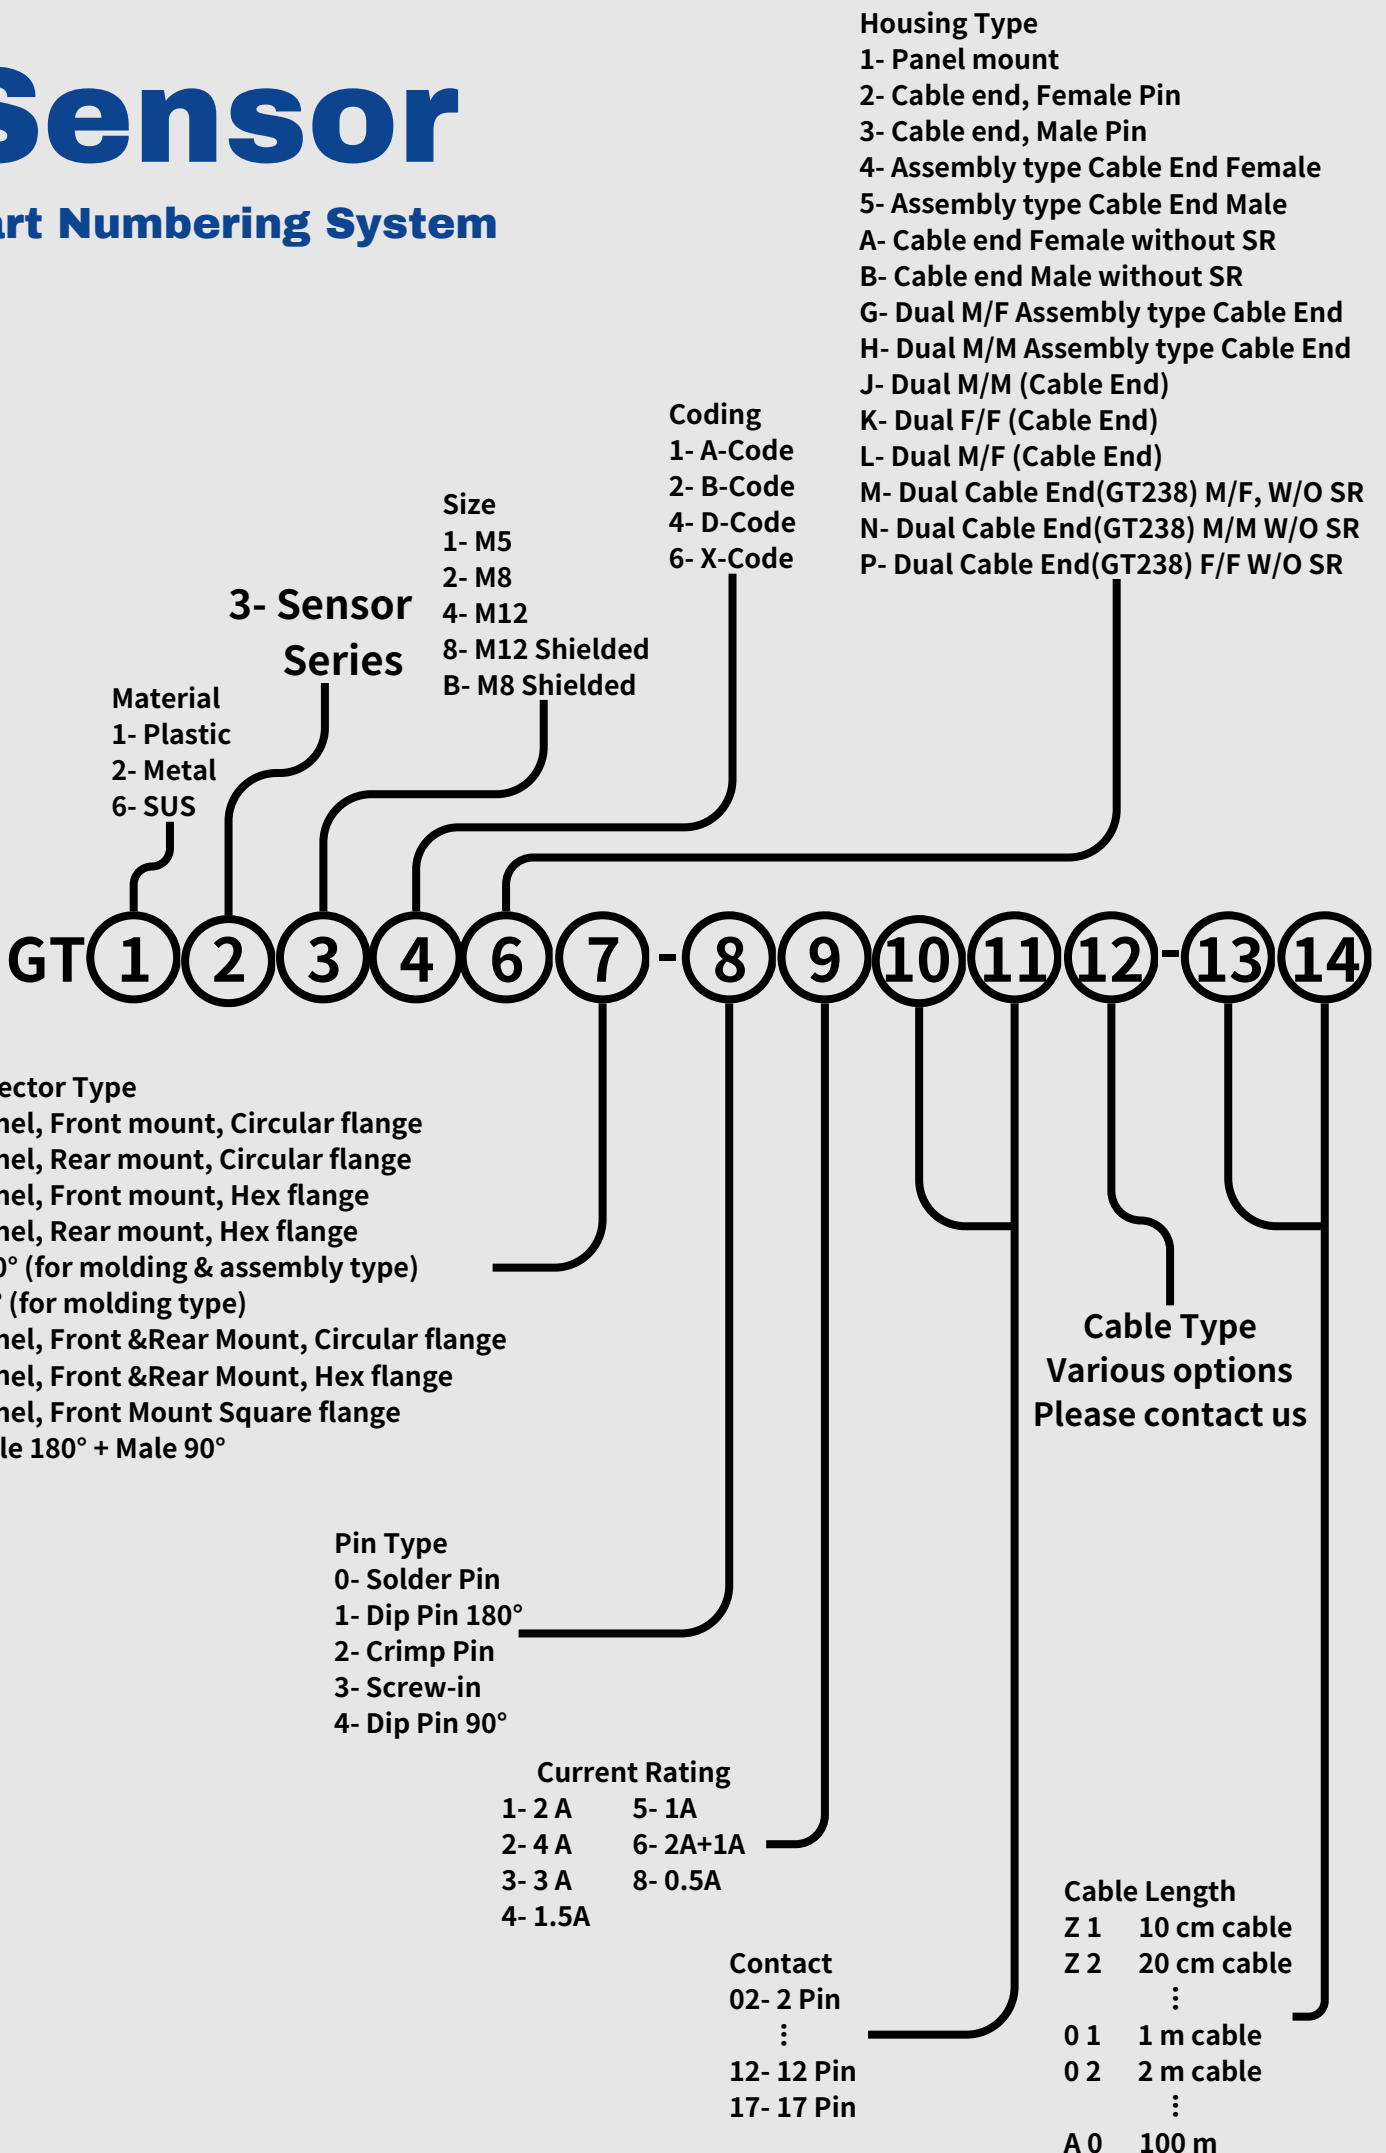 Sensor
art Numbering System
Housing Type
1- Panel mount
2- Cable end, Female Pin
3- Cable end, Male Pin
4- Assembly type Cable End Female
5- Assembly type Cable End Male
A- Cable end Female without SR
B- Cable end Male without SR
G- Dual M/F Assembly type Cable End
H- Dual M/M Assembly type Cable End
J- Dual M/M (Cable End)
K- Dual F/F (Cable End)
L- Dual M/F (Cable End)
M- Dual Cable End(GT238) M/F, W/O SR
N- Dual Cable End(GT238) M/M W/O SR
P- Dual Cable End(GT238) F/F W/O SR
Coding
1- A-Code
2- B-Code
4- D-Code
6- X-Code
Size
1- M5
2- M8
4- M12
8- M12 Shielded
B- M8 Shielded
3- Sensor
Series
Material
1- Plastic
2- Metal
6- SUS
GT 1 2 3 4 6 7 - 8 9 10 11 12 - 13 14
ector Type
nel, Front mount, Circular flange
nel, Rear mount, Circular flange
nel, Front mount, Hex flange
nel, Rear mount, Hex flange
0° (for molding & assembly type)
° (for molding type)
nel, Front &Rear Mount, Circular flange
nel, Front &Rear Mount, Hex flange
nel, Front Mount Square flange
le 180° + Male 90°
Cable Type
Various options
Please contact us
Pin Type
0- Solder Pin
1- Dip Pin 180°
2- Crimp Pin
3- Screw-in
4- Dip Pin 90°
Current Rating
1- 2 A 5- 1A
2- 4 A 6- 2A+1A
3- 3 A 8- 0.5A
4- 1.5A
Contact
02- 2 Pin
⋮
12- 12 Pin
17- 17 Pin
Cable Length
Z 1 10 cm cable
Z 2 20 cm cable
⋮
0 1 1 m cable
0 2 2 m cable
⋮
A 0 100 m